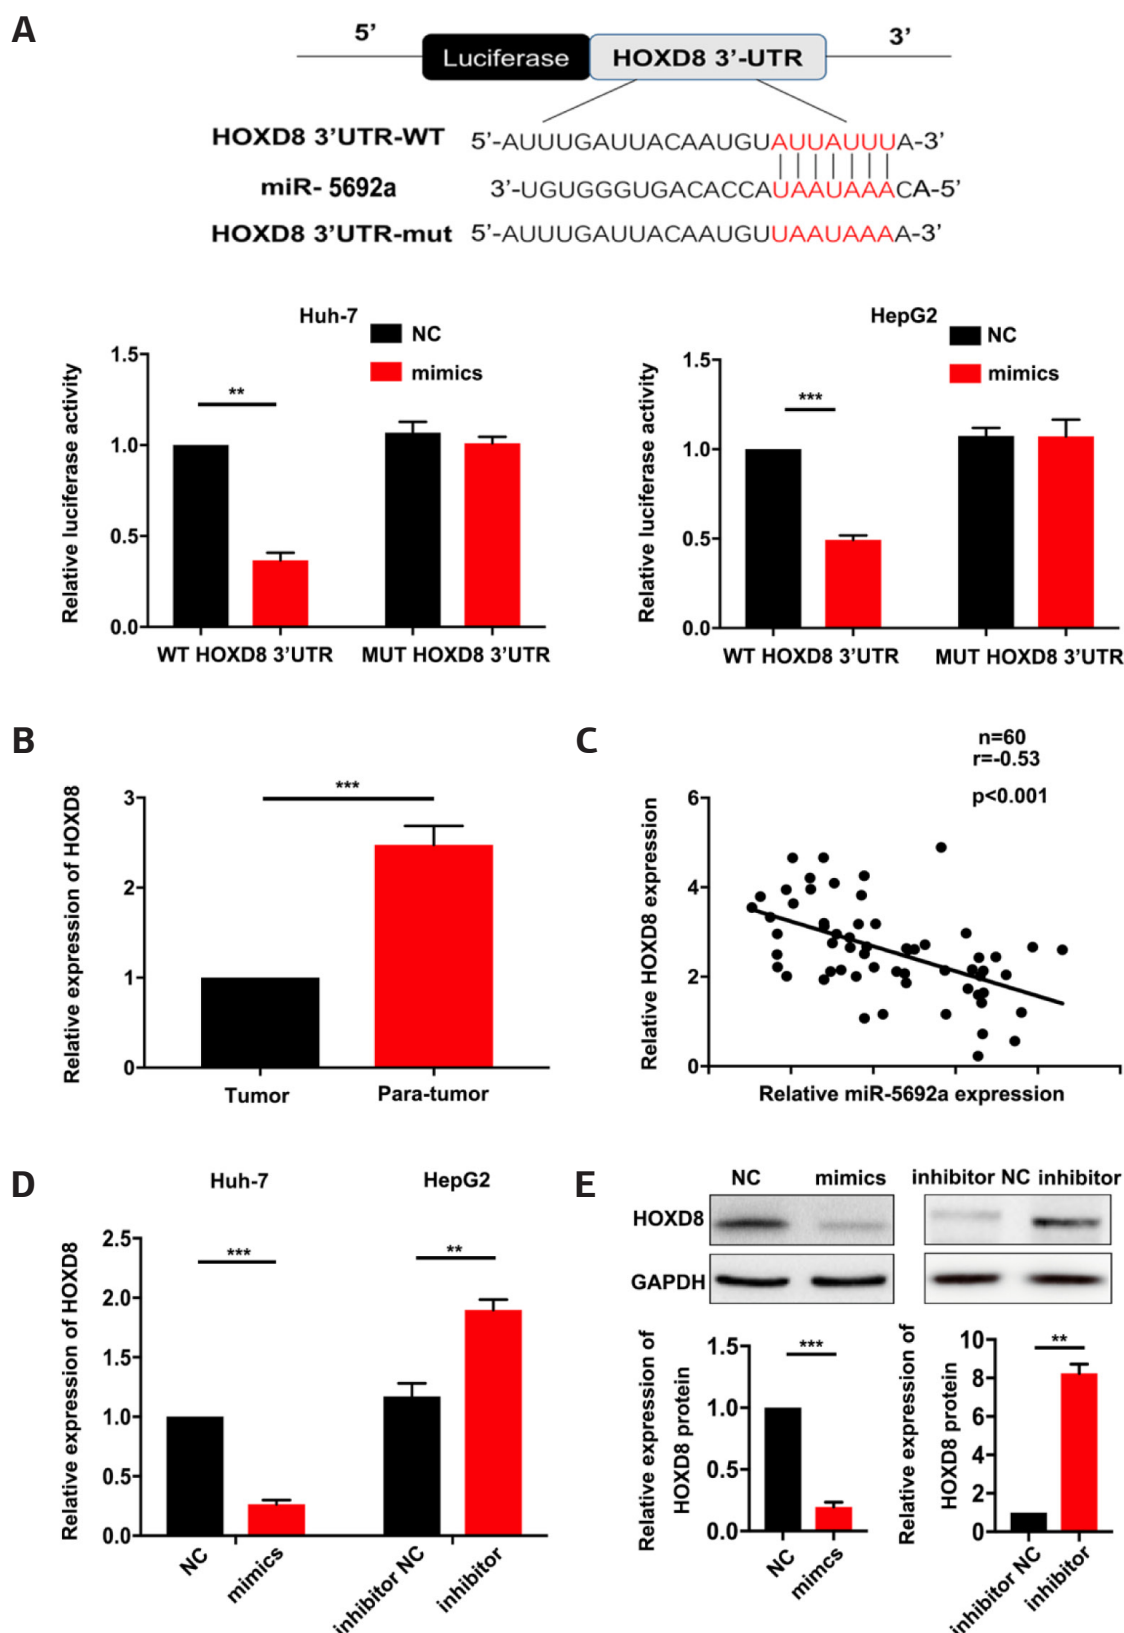 A
5’
3’
Luciferase
HOXD8 3’-UTR
HOXD8 3’UTR-WT 5’-AUUUGAUUACAAUGUAUUAUUUA-3’
miR- 5692a 3’-UGUGGGUGACACCAUAAUAAACA-5’
HOXD8 3’UTR-mut 5’-AUUUGAUUACAAUGUUAAUAAAA-3’
Huh-7
NC
mimics
Relative luciferase activity
1.5
1.0
0.5
0.0
**
WT HOXD8 3’UTR
MUT HOXD8 3’UTR
HepG2
NC
mimics
Relative luciferase activity
1.5
1.0
0.5
0.0
***
WT HOXD8 3’UTR
MUT HOXD8 3’UTR
B
Relative expression of HOXD8
3
2
1
0
***
Tumor
Para-tumor
C
n=60
r=-0.53
p<0.001
Relative HOXD8 expression
6
4
2
0
Relative miR-5692a expression
D
Huh-7
HepG2
Relative expression of HOXD8
2.5
2.0
1.5
1.0
0.5
0.0
***
**
NC
mimics
inhibitor NC
inhibitor
E
NC
mimics
inhibitor NC
inhibitor
HOXD8
GAPDH
Relative expression of
HOXD8 protein
1.5
1.0
0.5
0.0
***
NC
mimcs
Relative expression of
HOXD8 protein
10
8
6
4
2
0
**
inhibitor NC
inhibitor